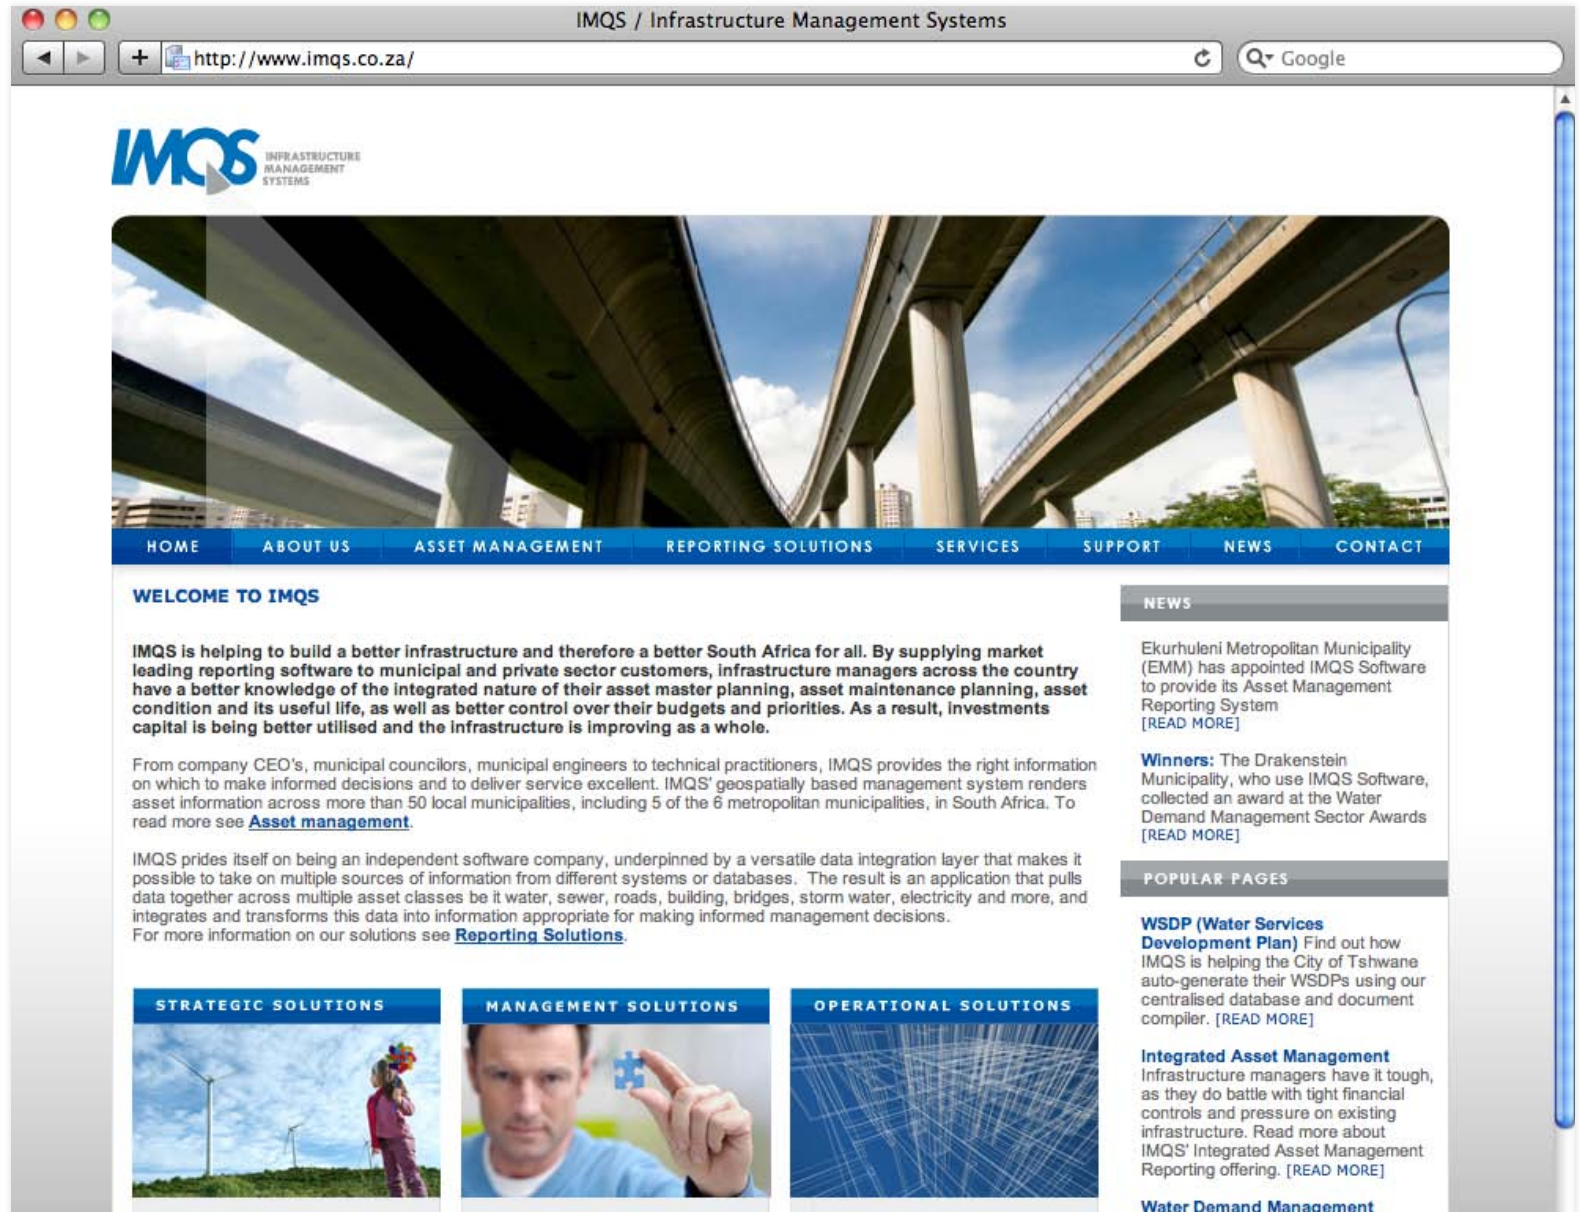 IMQS / Infrastructure Management Systems
http://www.imqs.co.za/
Google
IMQS
INFRASTRUCTURE
MANAGEMENT
SYSTEMS
HOME ABOUT US ASSET MANAGEMENT REPORTING SOLUTIONS SERVICES SUPPORT NEWS CONTACT
WELCOME TO IMQS
IMQS is helping to build a better infrastructure and therefore a better South Africa for all. By supplying market
leading reporting software to municipal and private sector customers, infrastructure managers across the country
have a better knowledge of the integrated nature of their asset master planning, asset maintenance planning, asset
condition and its useful life, as well as better control over their budgets and priorities. As a result, investments
capital is being better utilised and the infrastructure is improving as a whole.
From company CEO's, municipal councilors, municipal engineers to technical practitioners, IMQS provides the right information
on which to make informed decisions and to deliver service excellent. IMQS' geospatially based management system renders
asset information across more than 50 local municipalities, including 5 of the 6 metropolitan municipalities, in South Africa. To
read more see Asset management.
IMQS prides itself on being an independent software company, underpinned by a versatile data integration layer that makes it
possible to take on multiple sources of information from different systems or databases. The result is an application that pulls
data together across multiple asset classes be it water, sewer, roads, building, bridges, storm water, electricity and more, and
integrates and transforms this data into information appropriate for making informed management decisions.
For more information on our solutions see Reporting Solutions.
STRATEGIC SOLUTIONS
MANAGEMENT SOLUTIONS
OPERATIONAL SOLUTIONS
NEWS
Ekurhuleni Metropolitan Municipality
(EMM) has appointed IMQS Software
to provide its Asset Management
Reporting System
[READ MORE]
Winners: The Drakenstein
Municipality, who use IMQS Software,
collected an award at the Water
Demand Management Sector Awards
[READ MORE]
POPULAR PAGES
WSDP (Water Services
Development Plan) Find out how
IMQS is helping the City of Tshwane
auto-generate their WSDPs using our
centralised database and document
compiler. [READ MORE]
Integrated Asset Management
Infrastructure managers have it tough,
as they do battle with tight financial
controls and pressure on existing
infrastructure. Read more about
IMQS' Integrated Asset Management
Reporting offering. [READ MORE]
Water Demand Management